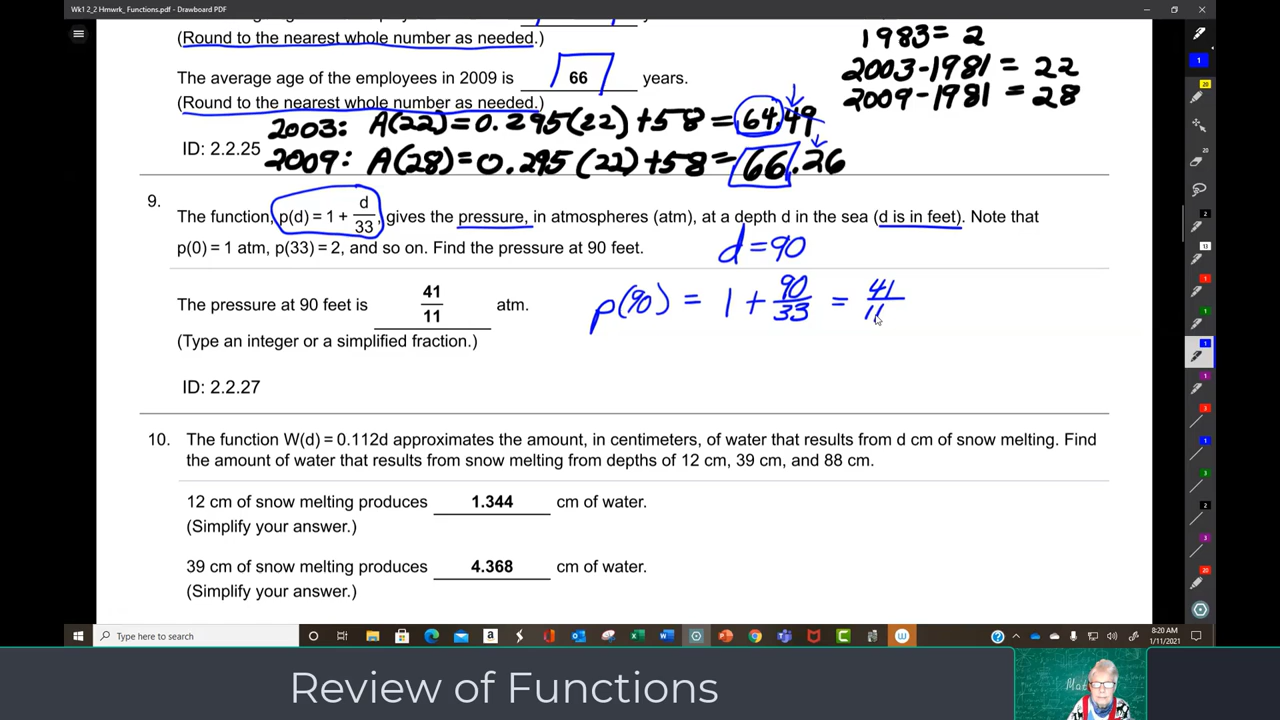 Wk1 2_2 Hmwrk_ Functions.pdf - Drawboard PDF
(Round to the nearest whole number as needed.)
The average age of the employees in 2009 is 66 years.
(Round to the nearest whole number as needed.)
1983 = 2
2003-1981 = 22
2009-1981 = 28
2003: A(22)=0.295(22)+58= 64.49
ID: 2.2.25
2009: A(28)=0.295(22)+58= 66.26
9.
The function, p(d) = 1 + d/33, gives the pressure, in atmospheres (atm), at a depth d in the sea (d is in feet). Note that
p(0) = 1 atm, p(33) = 2, and so on. Find the pressure at 90 feet.
d = 90
The pressure at 90 feet is 41/11 atm.
p(90) = 1 + 90/33 = 41/11
(Type an integer or a simplified fraction.)
ID: 2.2.27
10. The function W(d) = 0.112d approximates the amount, in centimeters, of water that results from d cm of snow melting. Find
the amount of water that results from snow melting from depths of 12 cm, 39 cm, and 88 cm.
12 cm of snow melting produces 1.344 cm of water.
(Simplify your answer.)
39 cm of snow melting produces 4.368 cm of water.
(Simplify your answer.)
Type here to search
8:20 AM
1/11/2021
Review of Functions